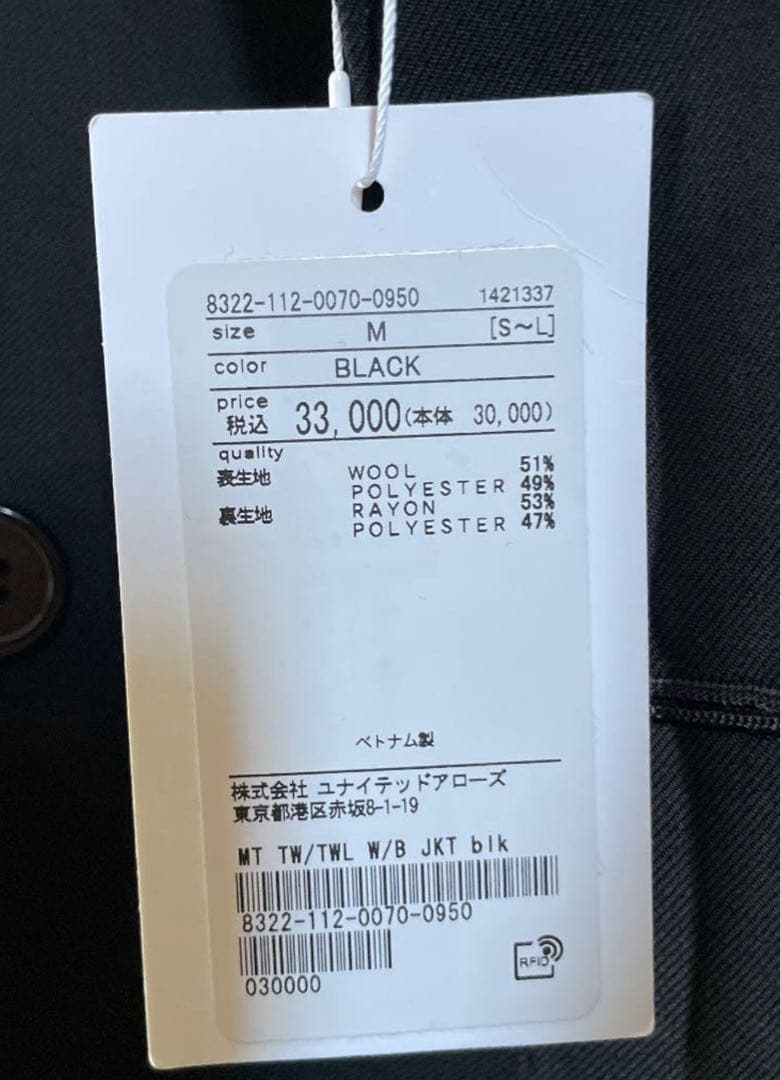 8322-112-0070-0950 1421337
size M [S~L]
color BLACK
price
税込 33,000(本体 30,000)
quality
表生地 WOOL 51%
POLYESTER 49%
裏生地 RAYON 53%
POLYESTER 47%
ベトナム製
株式会社 ユナイテッドアローズ
東京都港区赤坂8-1-19
MT TW/TWL W/B JKT blk
8322-112-0070-0950
RFID
030000